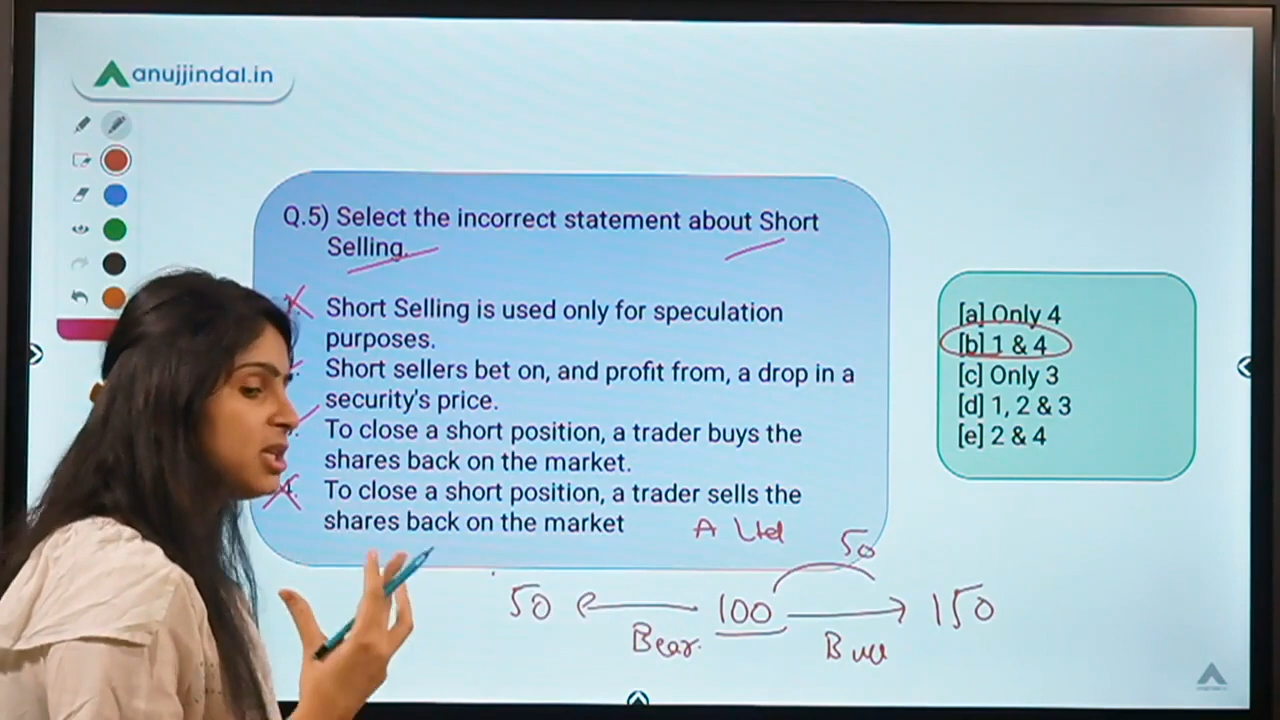 anujjindal.in
Q.5) Select the incorrect statement about Short
Selling.
Short Selling is used only for speculation
purposes.
Short sellers bet on, and profit from, a drop in a
security's price.
To close a short position, a trader buys the
shares back on the market.
4. To close a short position, a trader sells the
shares back on the market
[a] Only 4
[b] 1 & 4
[c] Only 3
[d] 1, 2 & 3
[e] 2 & 4
A Ltd
50
50 100 150
Bear. Bull